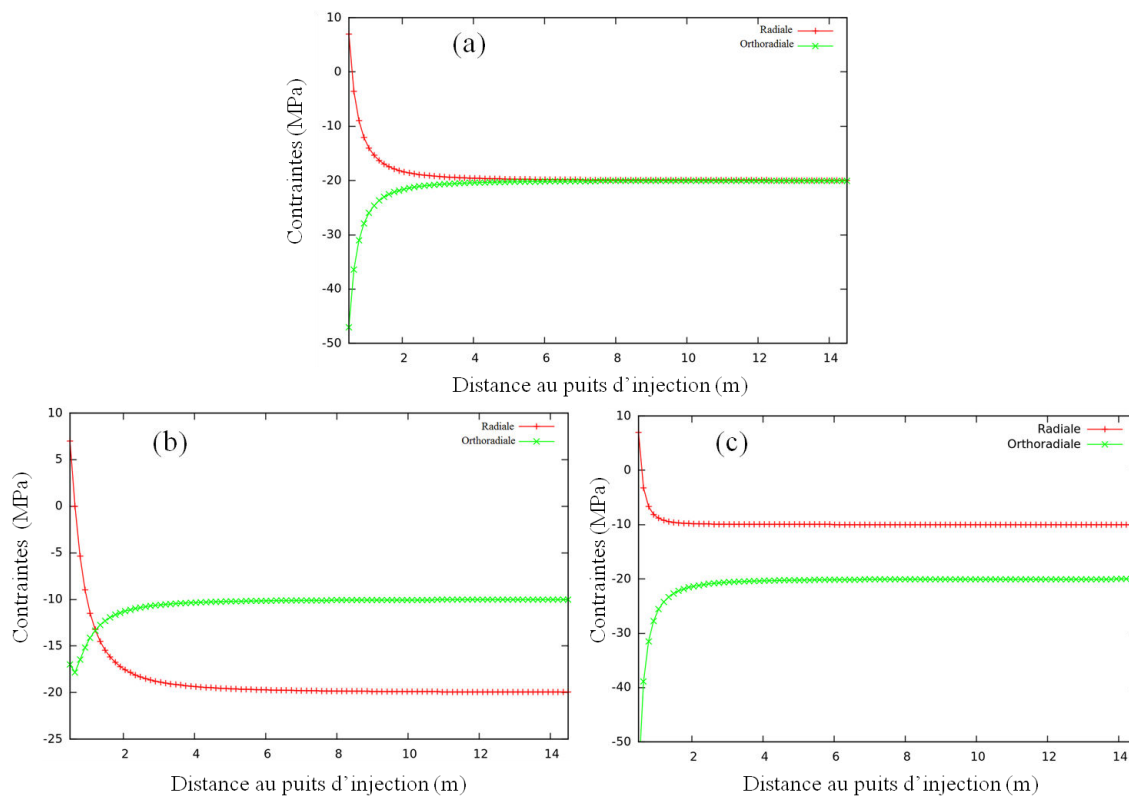 10
0
-10
-20
-30
-40
-50
Contraintes (MPa)
(a)
Radiale
Orthoradiale
2 4 6 8 10 12 14
Distance au puits d'injection (m)
10
5
0
-5
-10
-15
-20
-25
Contraintes (MPa)
(b)
Radiale
Orthoradiale
2 4 6 8 10 12 14
Distance au puits d'injection (m)
10
0
-10
-20
-30
-40
-50
Contraintes (MPa)
(c)
Radiale
Orthoradiale
2 4 6 8 10 12 14
Distance au puits d'injection (m)